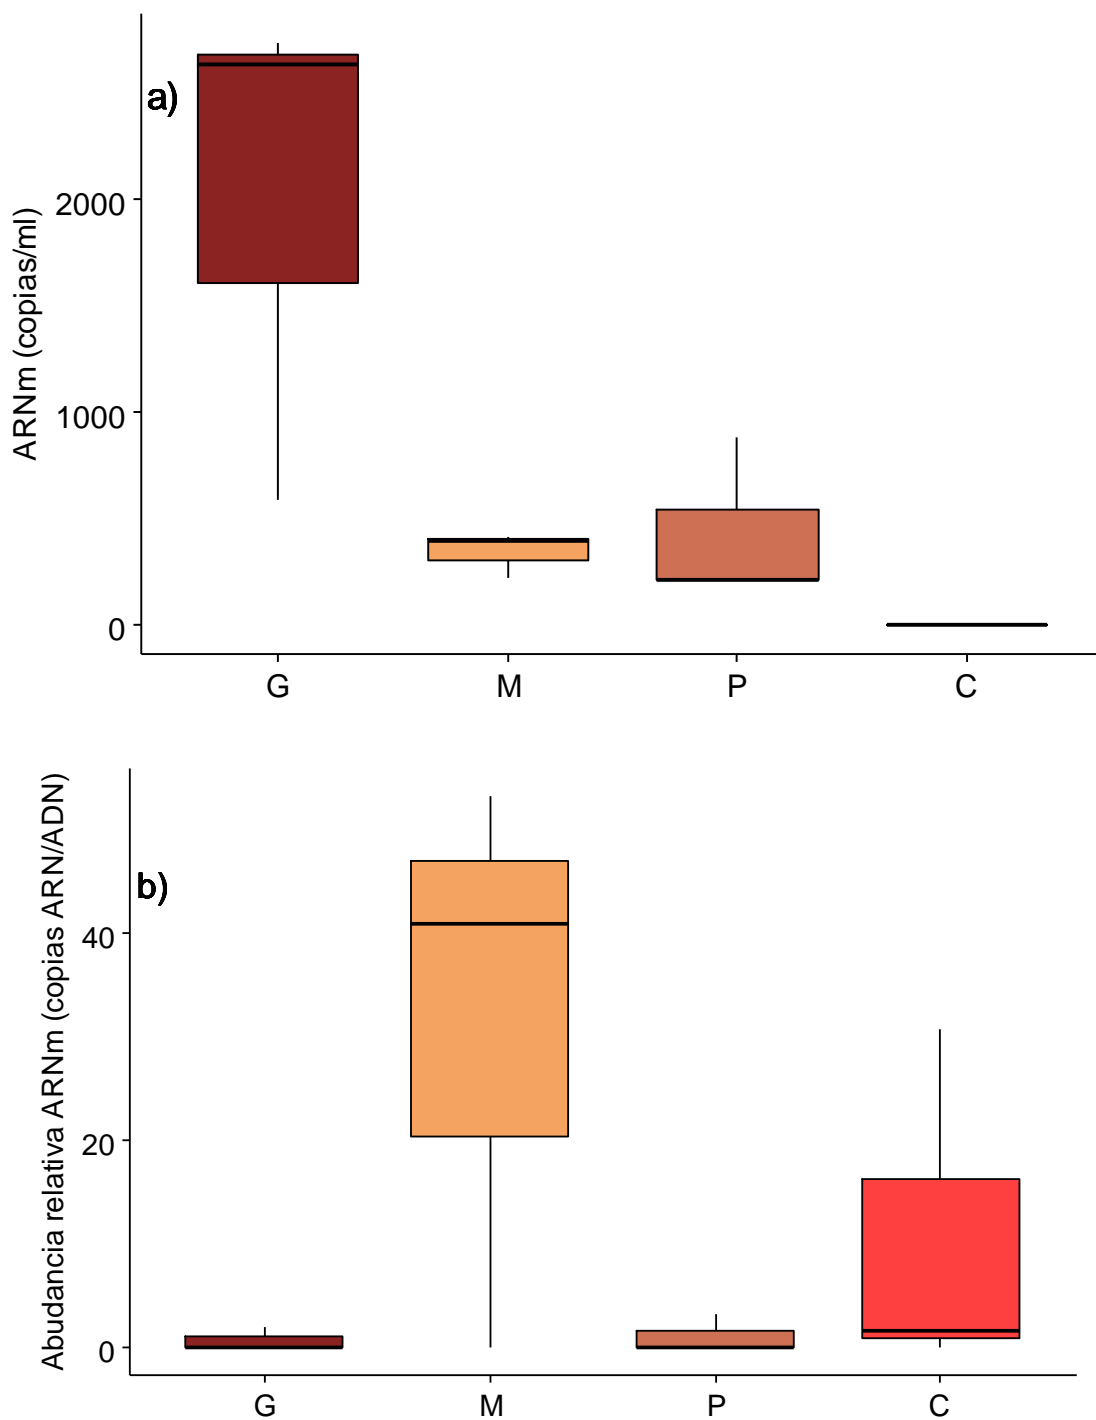 a)
ARNm (copias/ml)
2000
1000
0
G M P C
b)
Abudancia relativa ARNm (copias ARN/ADN)
40
20
0
G M P C